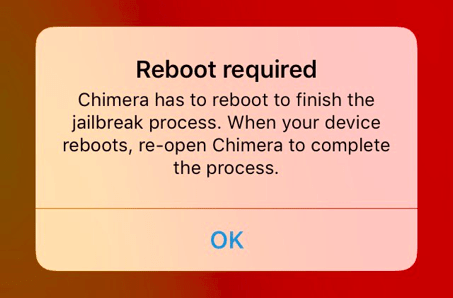 Reboot required
Chimera has to reboot to finish the
jailbreak process. When your device
reboots, re-open Chimera to complete
the process.
OK